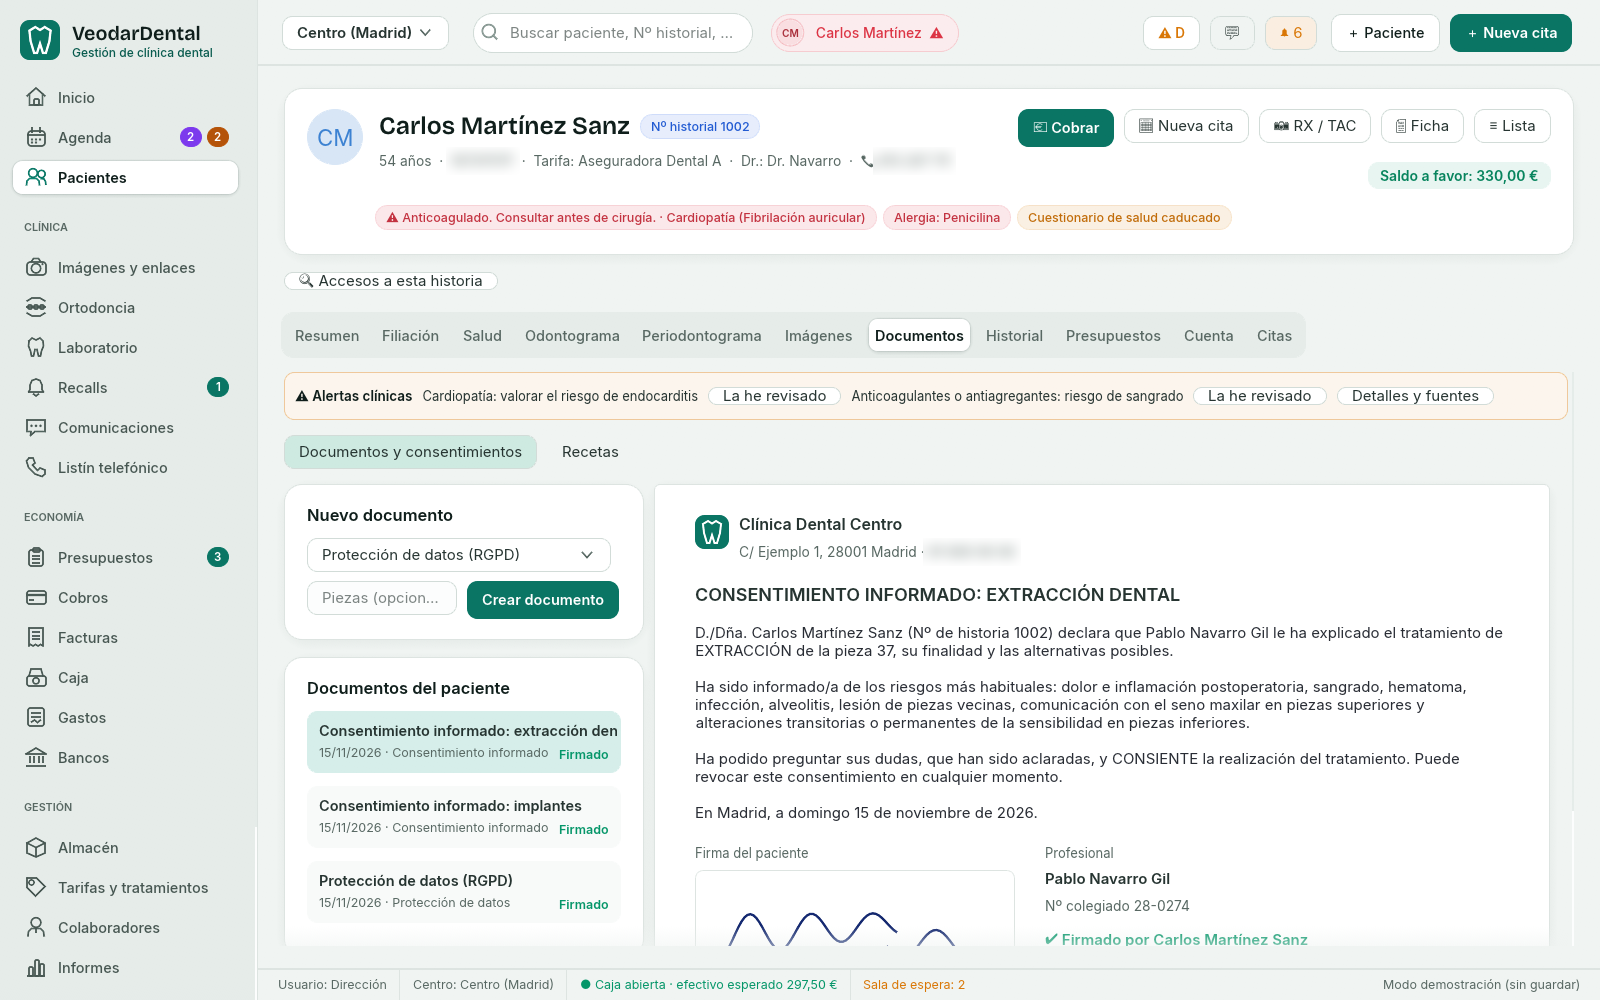 VeodarDental
Gestión de clínica dental
Inicio
Agenda 2 2
Pacientes
CLÍNICA
Imágenes y enlaces
Ortodoncia
Laboratorio
Recalls 1
Comunicaciones
Listín telefónico
ECONOMÍA
Presupuestos 3
Cobros
Facturas
Caja
Gastos
Bancos
GESTIÓN
Almacén
Tarifas y tratamientos
Colaboradores
Informes
Centro (Madrid)
Buscar paciente, Nº historial, ...
CM Carlos Martínez
D
6
+ Paciente
+ Nueva cita
CM
Carlos Martínez Sanz
Nº historial 1002
54 años ·
· Tarifa: Aseguradora Dental A · Dr.: Dr. Navarro ·
Cobrar
Nueva cita
RX / TAC
Ficha
Lista
Saldo a favor: 330,00 €
Anticoagulado. Consultar antes de cirugía. · Cardiopatía (Fibrilación auricular)
Alergia: Penicilina
Cuestionario de salud caducado
Accesos a esta historia
Resumen Filiación Salud Odontograma Periodontograma Imágenes Documentos Historial Presupuestos Cuenta Citas
Alertas clínicas Cardiopatía: valorar el riesgo de endocarditis La he revisado Anticoagulantes o antiagregantes: riesgo de sangrado La he revisado Detalles y fuentes
Documentos y consentimientos
Recetas
Nuevo documento
Protección de datos (RGPD)
Piezas (opcion...
Crear documento
Documentos del paciente
Consentimiento informado: extracción den
15/11/2026 · Consentimiento informado Firmado
Consentimiento informado: implantes
15/11/2026 · Consentimiento informado Firmado
Protección de datos (RGPD)
15/11/2026 · Protección de datos Firmado
Clínica Dental Centro
C/ Ejemplo 1, 28001 Madrid ·
CONSENTIMIENTO INFORMADO: EXTRACCIÓN DENTAL
D./Dña. Carlos Martínez Sanz (Nº de historia 1002) declara que Pablo Navarro Gil le ha explicado el tratamiento de
EXTRACCIÓN de la pieza 37, su finalidad y las alternativas posibles.
Ha sido informado/a de los riesgos más habituales: dolor e inflamación postoperatoria, sangrado, hematoma,
infección, alveolitis, lesión de piezas vecinas, comunicación con el seno maxilar en piezas superiores y
alteraciones transitorias o permanentes de la sensibilidad en piezas inferiores.
Ha podido preguntar sus dudas, que han sido aclaradas, y CONSIENTE la realización del tratamiento. Puede
revocar este consentimiento en cualquier momento.
En Madrid, a domingo 15 de noviembre de 2026.
Firma del paciente
Profesional
Pablo Navarro Gil
Nº colegiado 28-0274
✔ Firmado por Carlos Martínez Sanz
Usuario: Dirección
Centro: Centro (Madrid)
Caja abierta · efectivo esperado 297,50 €
Sala de espera: 2
Modo demostración (sin guardar)